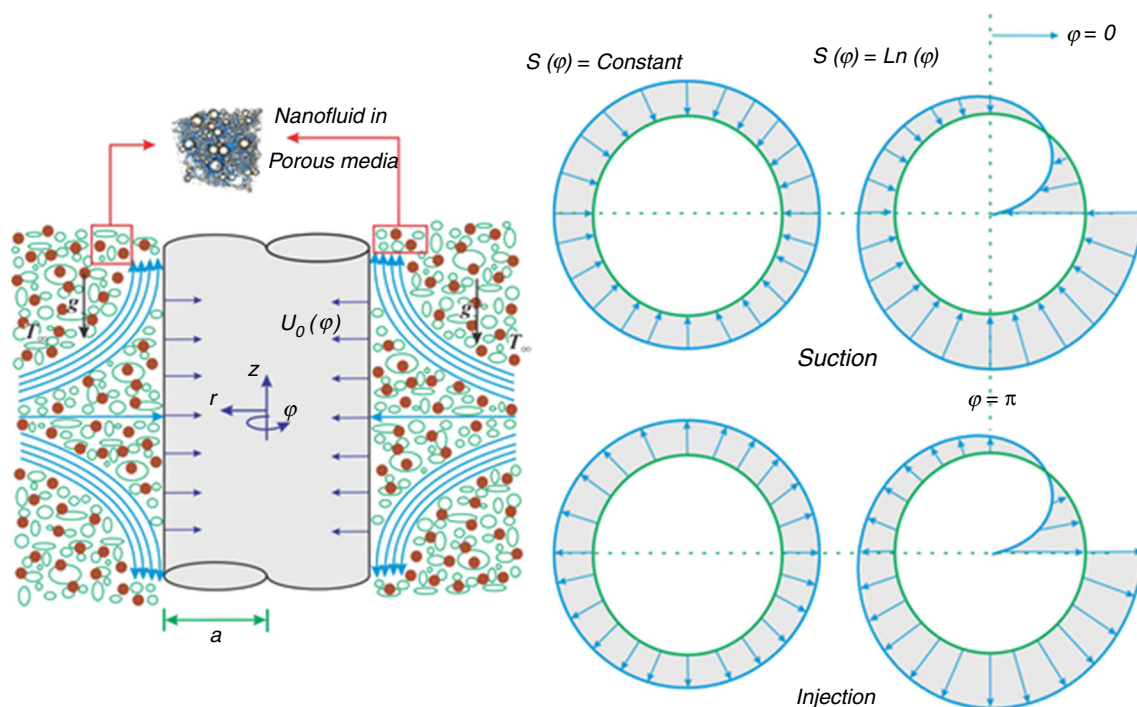 Nanofluid in
Porous media
g
T∞
U₀(φ)
g
T∞
z
r
φ
a
S (φ) = Constant
S (φ) = Ln (φ)
φ = 0
Suction
φ = π
Injection